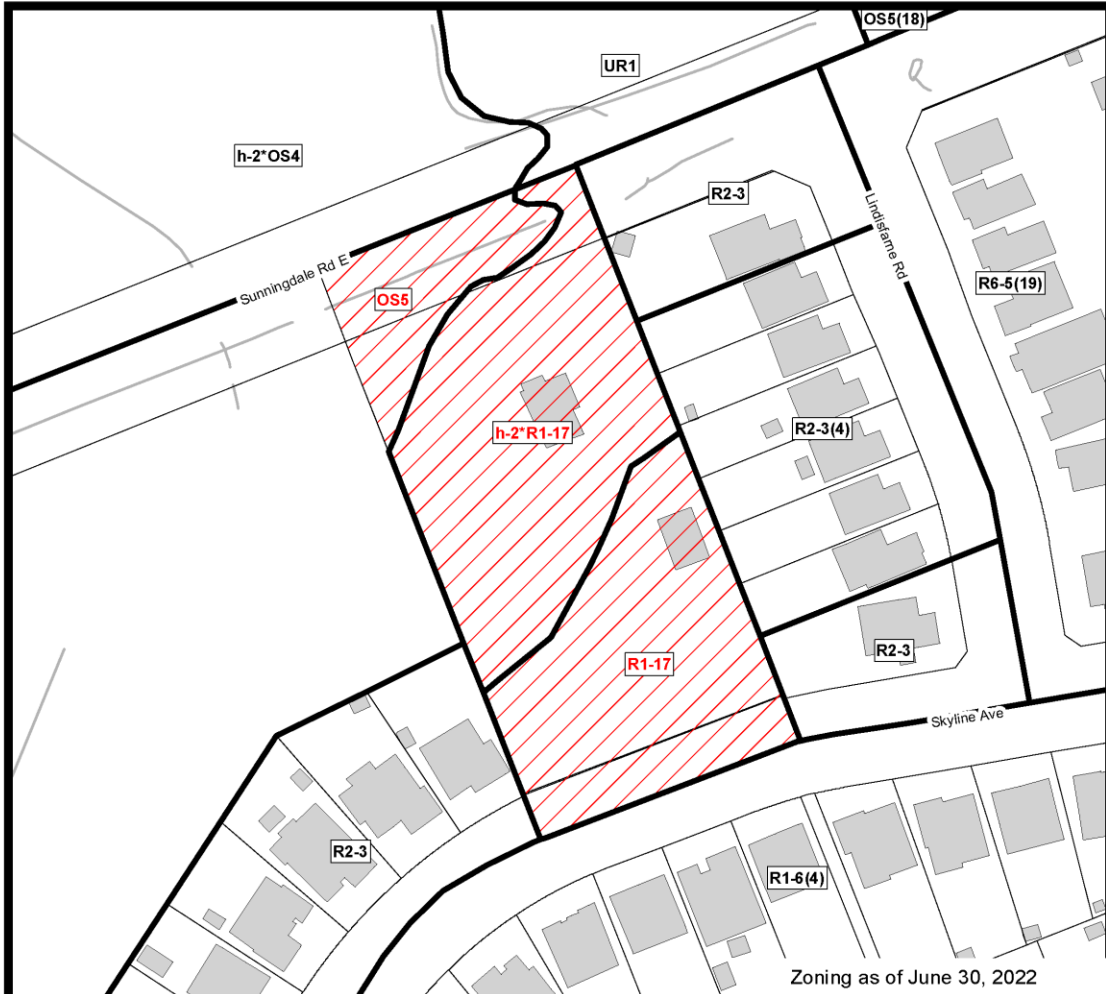 OS5(18)
UR1
h-2*OS4
R2-3
Lindisfarne Rd
Sunningdale Rd E
R6-5(19)
OS5
h-2*R1-17
R2-3(4)
R2-3
R1-17
Skyline Ave
R2-3
R1-6(4)
Zoning as of June 30, 2022